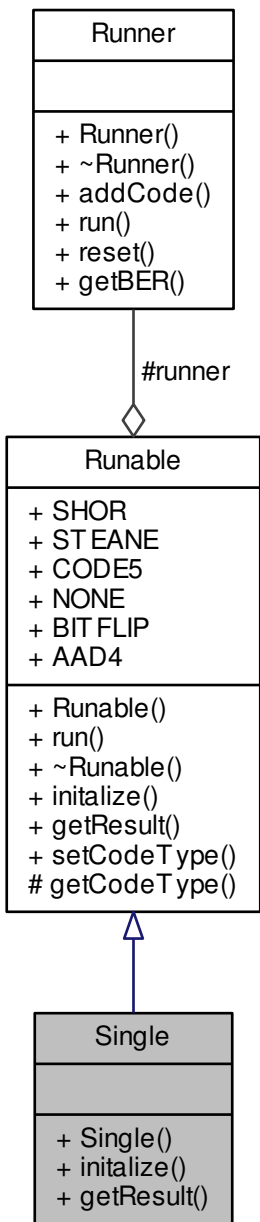 Runner
+ Runner()
+ ~Runner()
+ addCode()
+ run()
+ reset()
+ getBER()
#runner
Runable
+ SHOR
+ STEANE
+ CODE5
+ NONE
+ BITFLIP
+ AAD4
+ Runable()
+ run()
+ ~Runable()
+ initalize()
+ getResult()
+ setCodeType()
# getCodeType()
Single
+ Single()
+ initalize()
+ getResult()